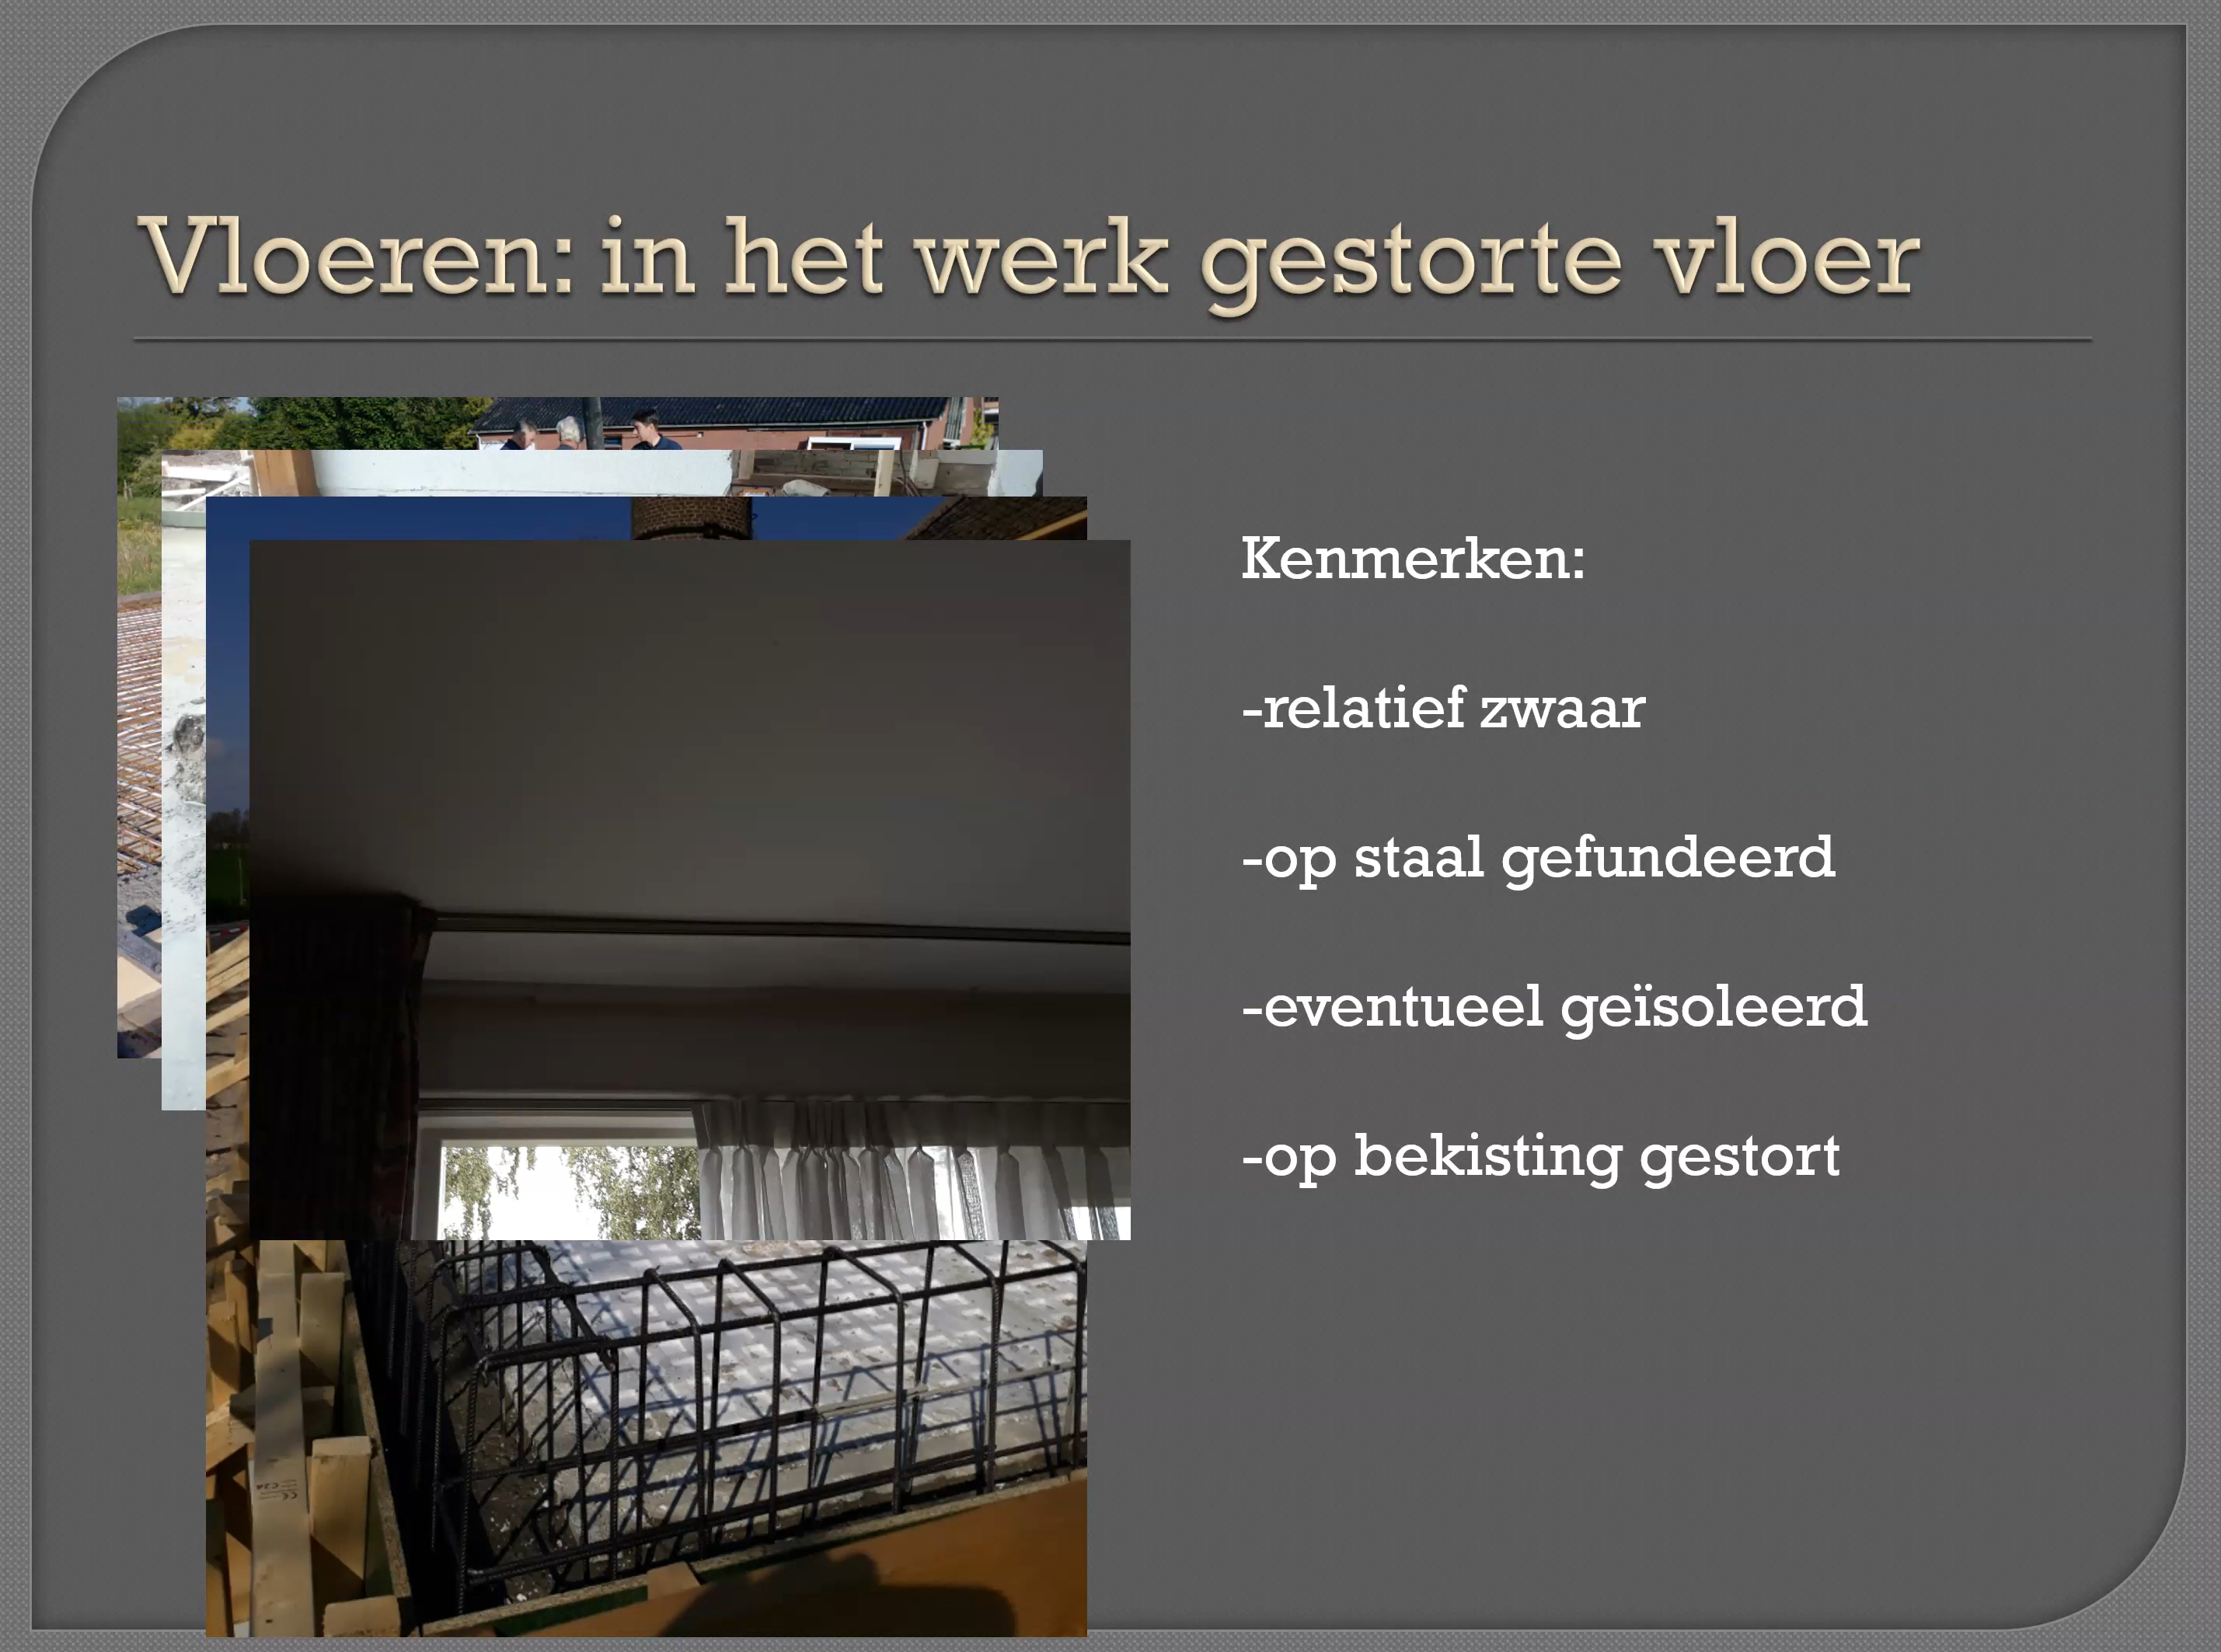 Vloeren: in het werk gestorte vloer
Kenmerken:
-relatief zwaar
-op staal gefundeerd
-eventueel geïsoleerd
-op bekisting gestort